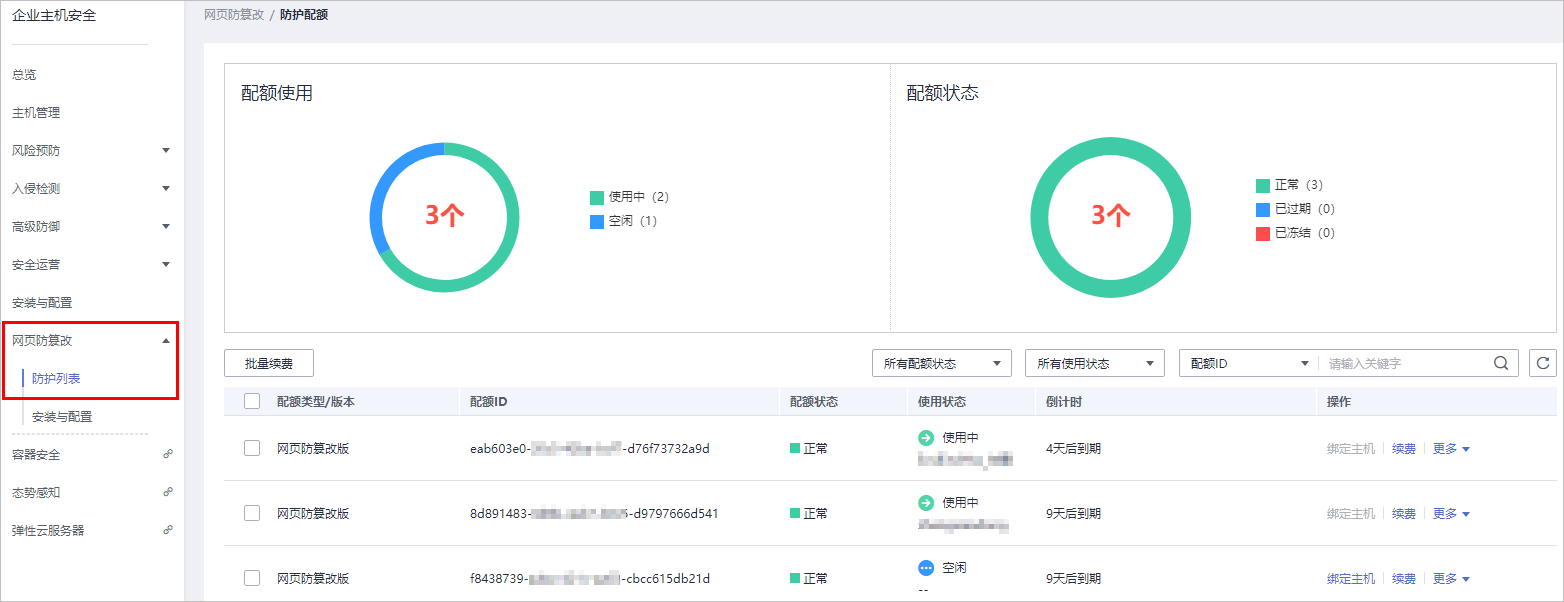 企业主机安全
总览
主机管理
风险预防
入侵检测
高级防御
安全运营
安装与配置
网页防篡改
防护列表
安装与配置
容器安全
态势感知
弹性云服务器
网页防篡改 / 防护配额
配额使用
3个
使用中（2）
空闲（1）
配额状态
3个
正常（3）
已过期（0）
已冻结（0）
批量续费 所有配额状态 所有使用状态 配额ID 请输入关键字
配额类型/版本 配额ID 配额状态 使用状态 倒计时 操作
网页防篡改版 eab603e0- -d76f73732a9d 正常 使用中 4天后到期 绑定主机 续费 更多
网页防篡改版 8d891483- -d9797666d541 正常 使用中 9天后到期 绑定主机 续费 更多
网页防篡改版 f8438739- -cbcc615db21d 正常 空闲 9天后到期 绑定主机 续费 更多
--